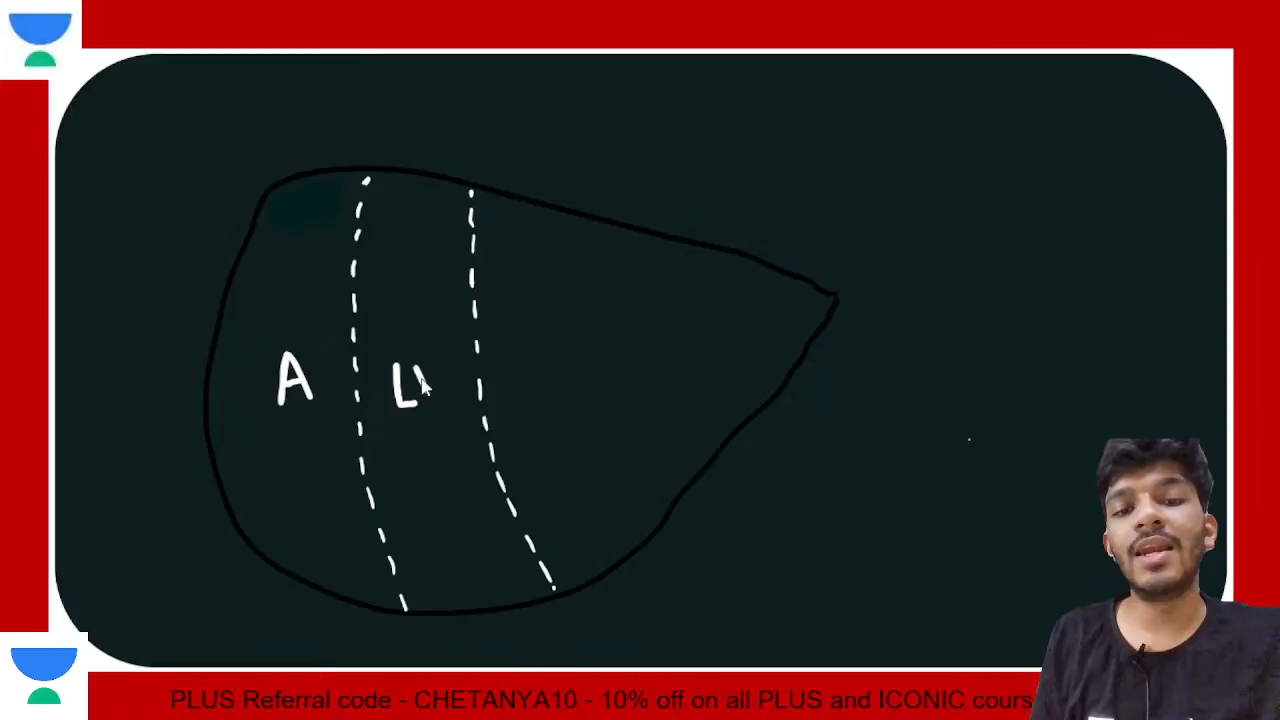 A
PLUS Referral code - CHETANYA10 - 10% off on all PLUS and ICONIC cours